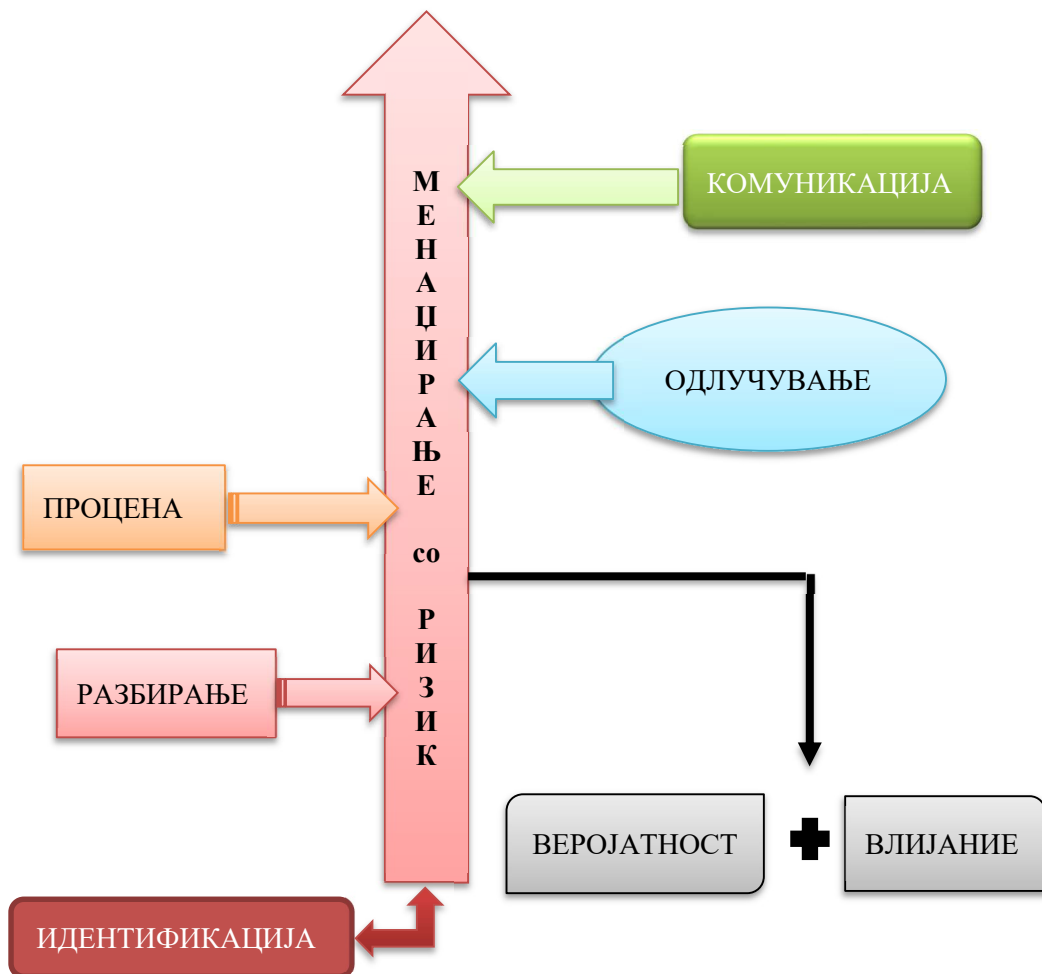 КОМУНИКАЦИЈА
МЕНАЏИРАЊЕ
со
РИЗИК
ОДЛУЧУВАЊЕ
ПРОЦЕНА
РАЗБИРАЊЕ
ВЕРОЈАТНОСТ
ВЛИЈАНИЕ
ИДЕНТИФИКАЦИЈА